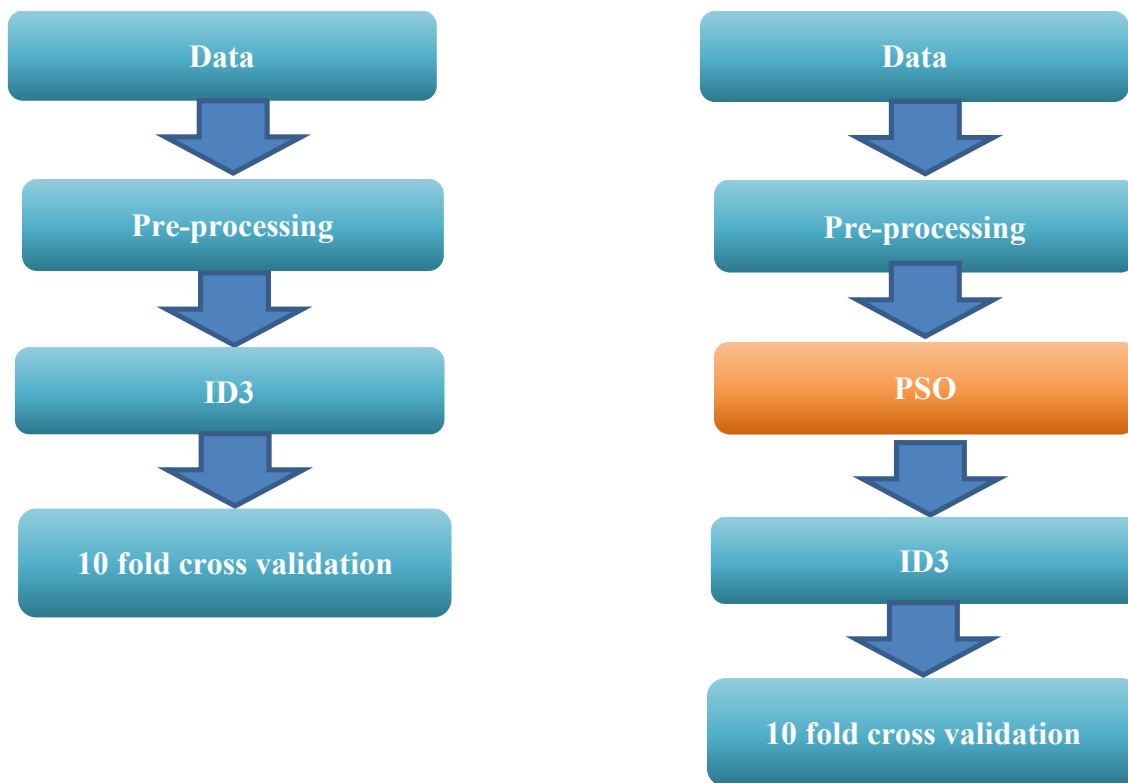 Data
Pre-processing
ID3
10 fold cross validation
Data
Pre-processing
PSO
ID3
10 fold cross validation